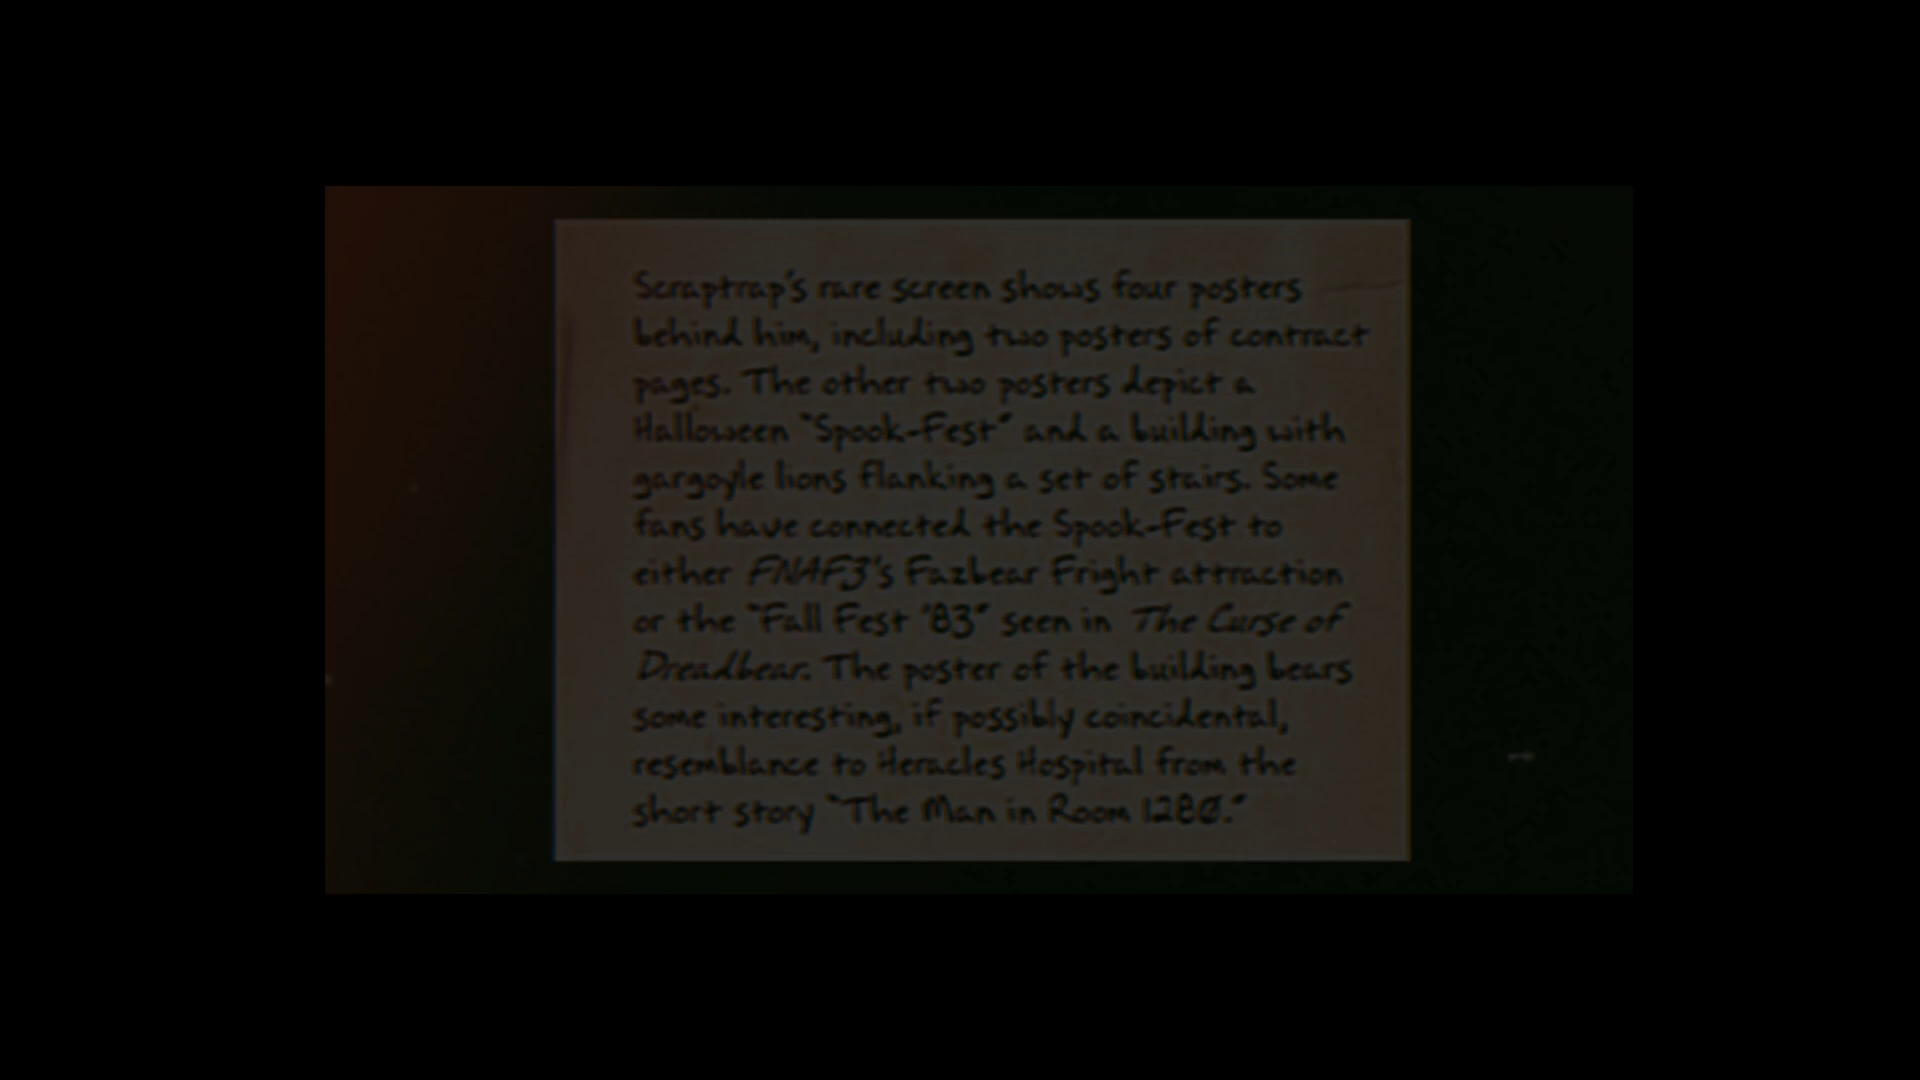 Scraptrap's rare screen shows four posters
behind him, including two posters of contract
pages. The other two posters depict a
Halloween "Spook-Fest" and a building with
gargoyle lions flanking a set of stairs. Some
fans have connected the Spook-Fest to
either FNAF3's Fazbear Fright attraction
or the "Fall Fest '83" seen in The Curse of
Dreadbear. The poster of the building bears
some interesting, if possibly coincidental,
resemblance to Heracles Hospital from the
short story "The Man in Room 1280."